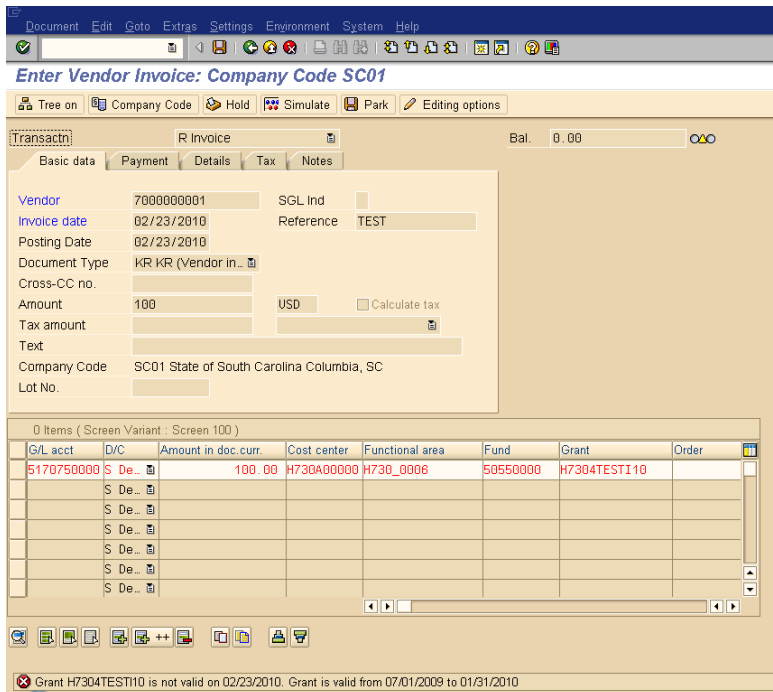 Document Edit Goto Extras Settings Environment System Help
Enter Vendor Invoice: Company Code SC01
Tree on Company Code Hold Simulate Park Editing options
Transactn R Invoice Bal. 0.00
Basic data Payment Details Tax Notes
Vendor 7000000001 SGL Ind
Invoice date 02/23/2010 Reference TEST
Posting Date 02/23/2010
Document Type KR KR (Vendor in…
Cross-CC no.
Amount 100 USD Calculate tax
Tax amount
Text
Company Code SC01 State of South Carolina Columbia, SC
Lot No.
0 Items ( Screen Variant : Screen 100 )
G/L acct D/C Amount in doc.curr. Cost center Functional area Fund Grant Order
5170750000 S De… 100.00 H730A00000 H730_0006 50550000 H7304TESTI10
S De…
S De…
S De…
S De…
S De…
S De…
++
Grant H7304TESTI10 is not valid on 02/23/2010. Grant is valid from 07/01/2009 to 01/31/2010